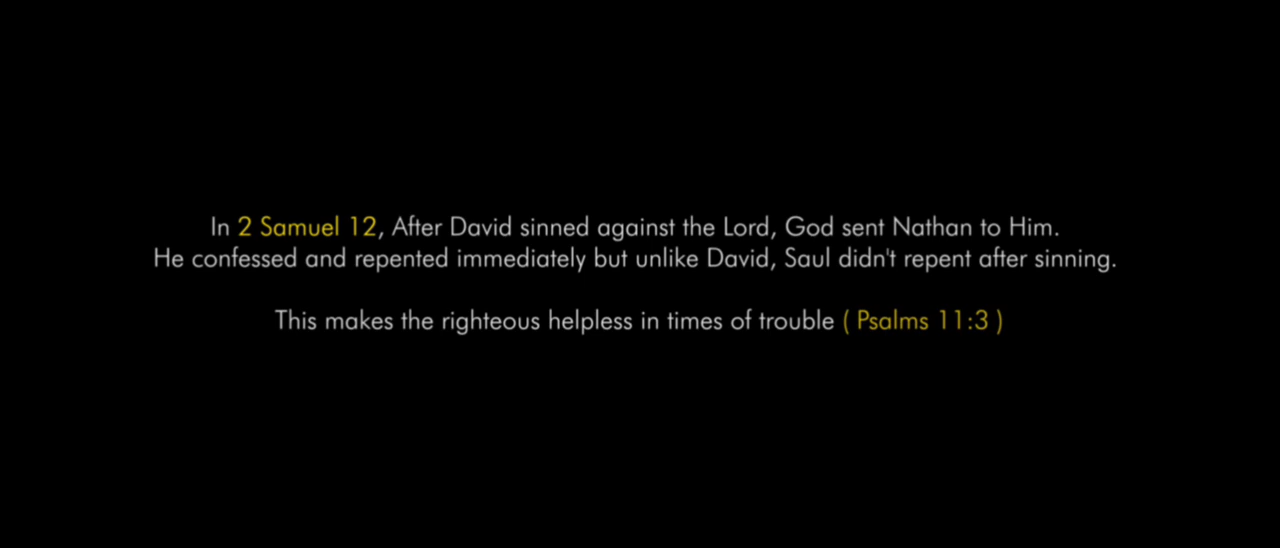 In 2 Samuel 12, After David sinned against the Lord, God sent Nathan to Him.
He confessed and repented immediately but unlike David, Saul didn't repent after sinning.
This makes the righteous helpless in times of trouble ( Psalms 11:3 )